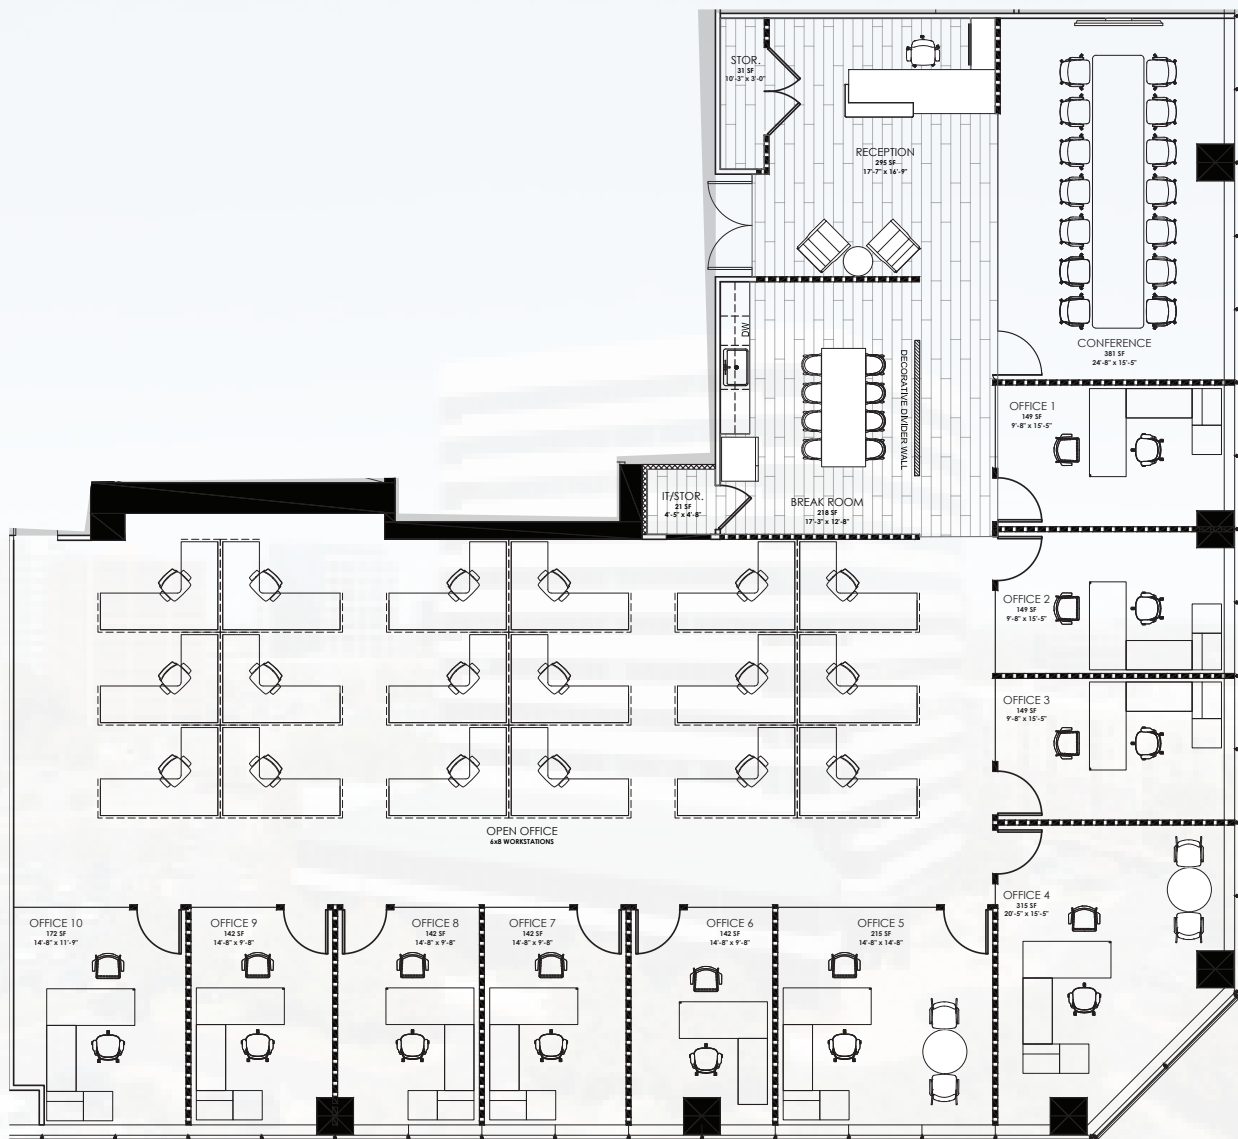 STOR.
31 SF
10'-3" x 3'-0"
RECEPTION
295 SF
17'-7" x 16'-9"
CONFERENCE
381 SF
24'-8" x 15'-5"
DW
DECORATIVE DIVIDER WALL
OFFICE 1
149 SF
9'-8" x 15'-5"
IT/STOR.
21 SF
4'-5" x 4'-8"
BREAK ROOM
218 SF
17'-3" x 12'-8"
OFFICE 2
149 SF
9'-8" x 15'-5"
OFFICE 3
149 SF
9'-8" x 15'-5"
OPEN OFFICE
6x8 WORKSTATIONS
OFFICE 4
315 SF
20'-5" x 15'-5"
OFFICE 10
172 SF
14'-8" x 11'-9"
OFFICE 9
142 SF
14'-8" x 9'-8"
OFFICE 8
142 SF
14'-8" x 9'-8"
OFFICE 7
142 SF
14'-8" x 9'-8"
OFFICE 6
142 SF
14'-8" x 9'-8"
OFFICE 5
215 SF
14'-8" x 14'-8"